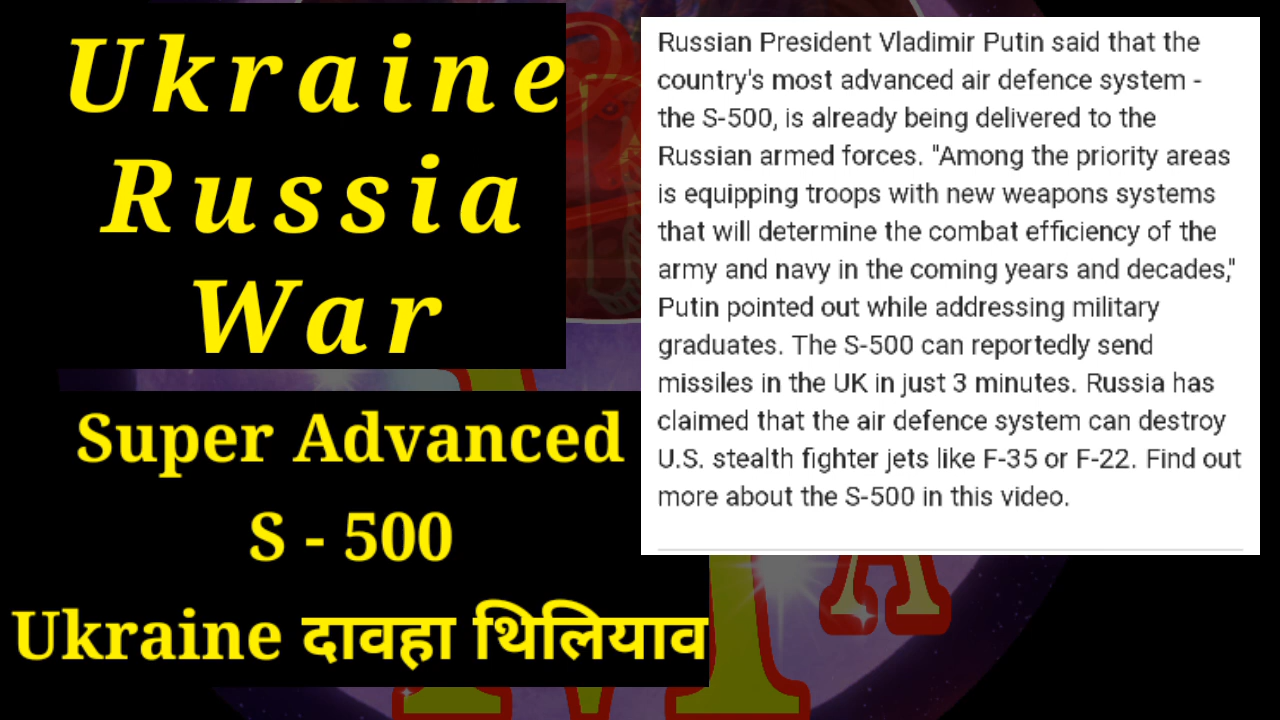 Ukraine
Russia
War
Super Advanced
S - 500
Ukraine दावहा थिलियाव
Russian President Vladimir Putin said that the
country's most advanced air defence system -
the S-500, is already being delivered to the
Russian armed forces. "Among the priority areas
is equipping troops with new weapons systems
that will determine the combat efficiency of the
army and navy in the coming years and decades,"
Putin pointed out while addressing military
graduates. The S-500 can reportedly send
missiles in the UK in just 3 minutes. Russia has
claimed that the air defence system can destroy
U.S. stealth fighter jets like F-35 or F-22. Find out
more about the S-500 in this video.